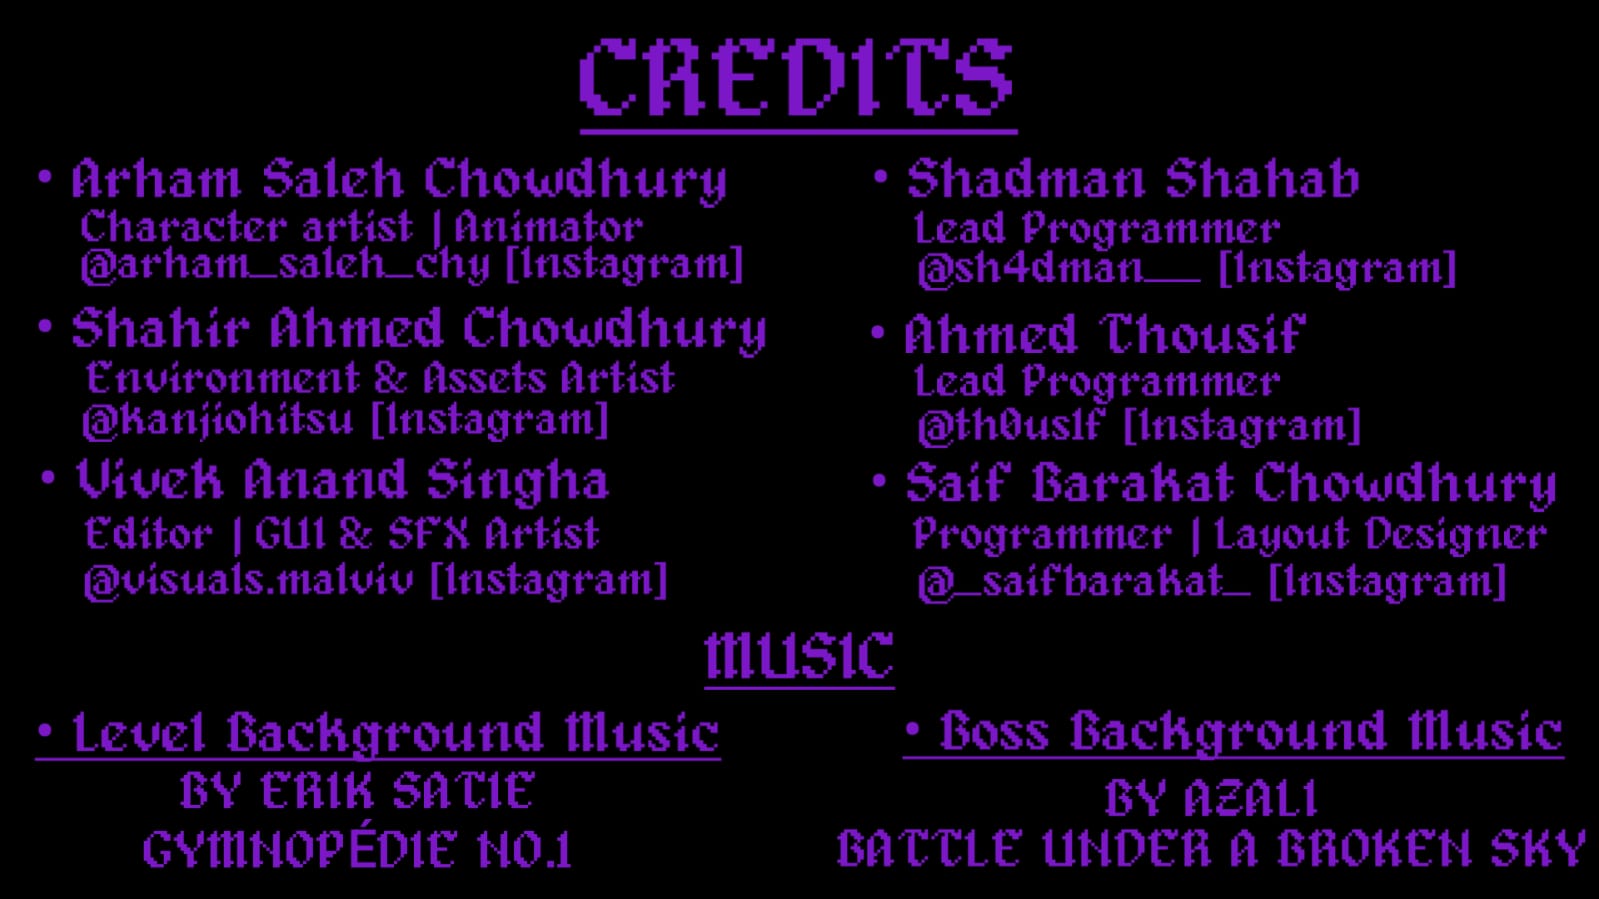 CREDITS
• Arham Saleh Chowdhury
Character artist | Animator
@arham_saleh_chy [Instagram]
• Shahir Ahmed Chowdhury
Environment & Assets Artist
@kanjiohitsu [Instagram]
• Vivek Anand Singha
Editor | GUI & SFX Artist
@visuals.malviv [Instagram]
• Shadman Shahab
Lead Programmer
@sh4dman__ [Instagram]
• Ahmed Thousif
Lead Programmer
@th0us1f [Instagram]
• Saif Barakat Chowdhury
Programmer | Layout Designer
@_saifbarakat_ [Instagram]
MUSIC
• Level Background Music
BY ERIK SATIE
GYMNOPÉDIE NO.1
• Boss Background Music
BY AZALI
BATTLE UNDER A BROKEN SKY